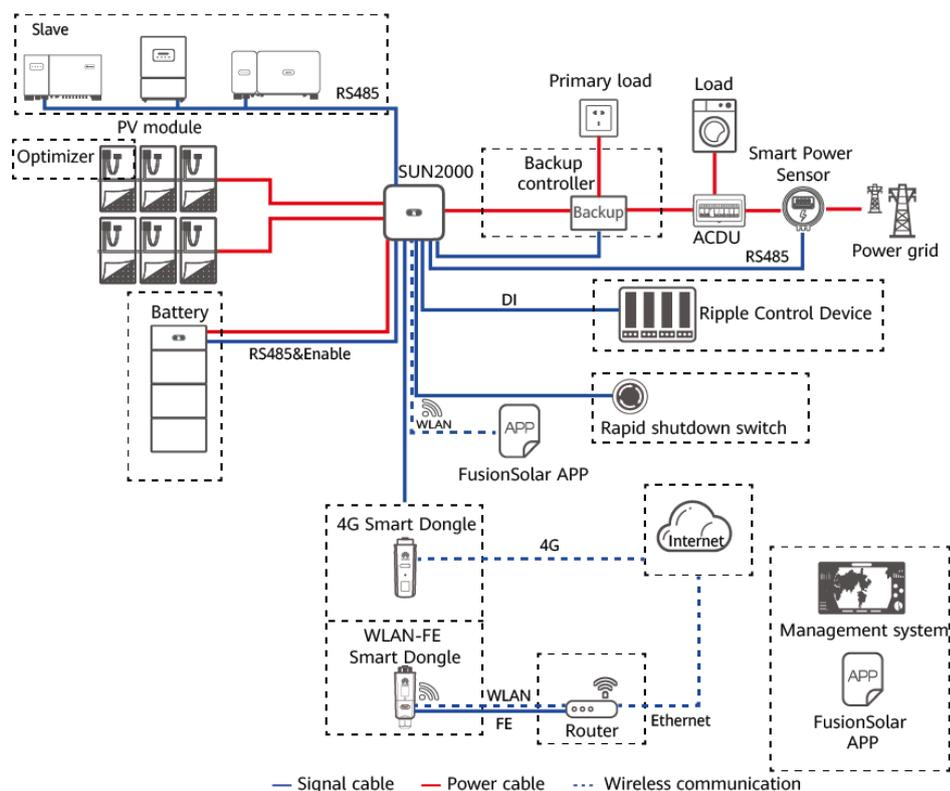 Slave
RS485
PV module
Optimizer
Primary load
Load
SUN2000
Backup
controller
Backup
Smart Power
Sensor
ACDU
Power grid
RS485
DI
Ripple Control Device
Battery
RS485&Enable
WLAN
APP
FusionSolar APP
Rapid shutdown switch
4G Smart Dongle
4G
Internet
WLAN-FE
Smart Dongle
WLAN
FE
Router
Ethernet
Management system
APP
FusionSolar
APP
Signal cable
Power cable
Wireless communication